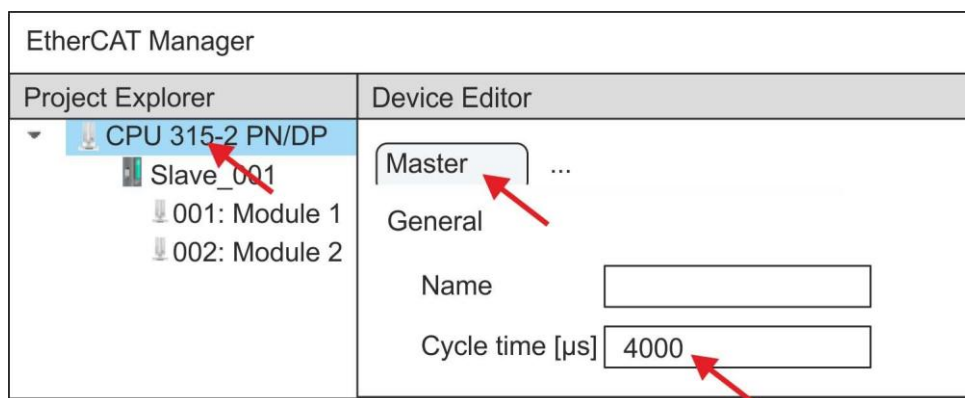 EtherCAT Manager
Project Explorer
Device Editor
CPU 315-2 PN/DP
Slave_001
001: Module 1
002: Module 2
Master
...
General
Name
Cycle time [µs]
4000